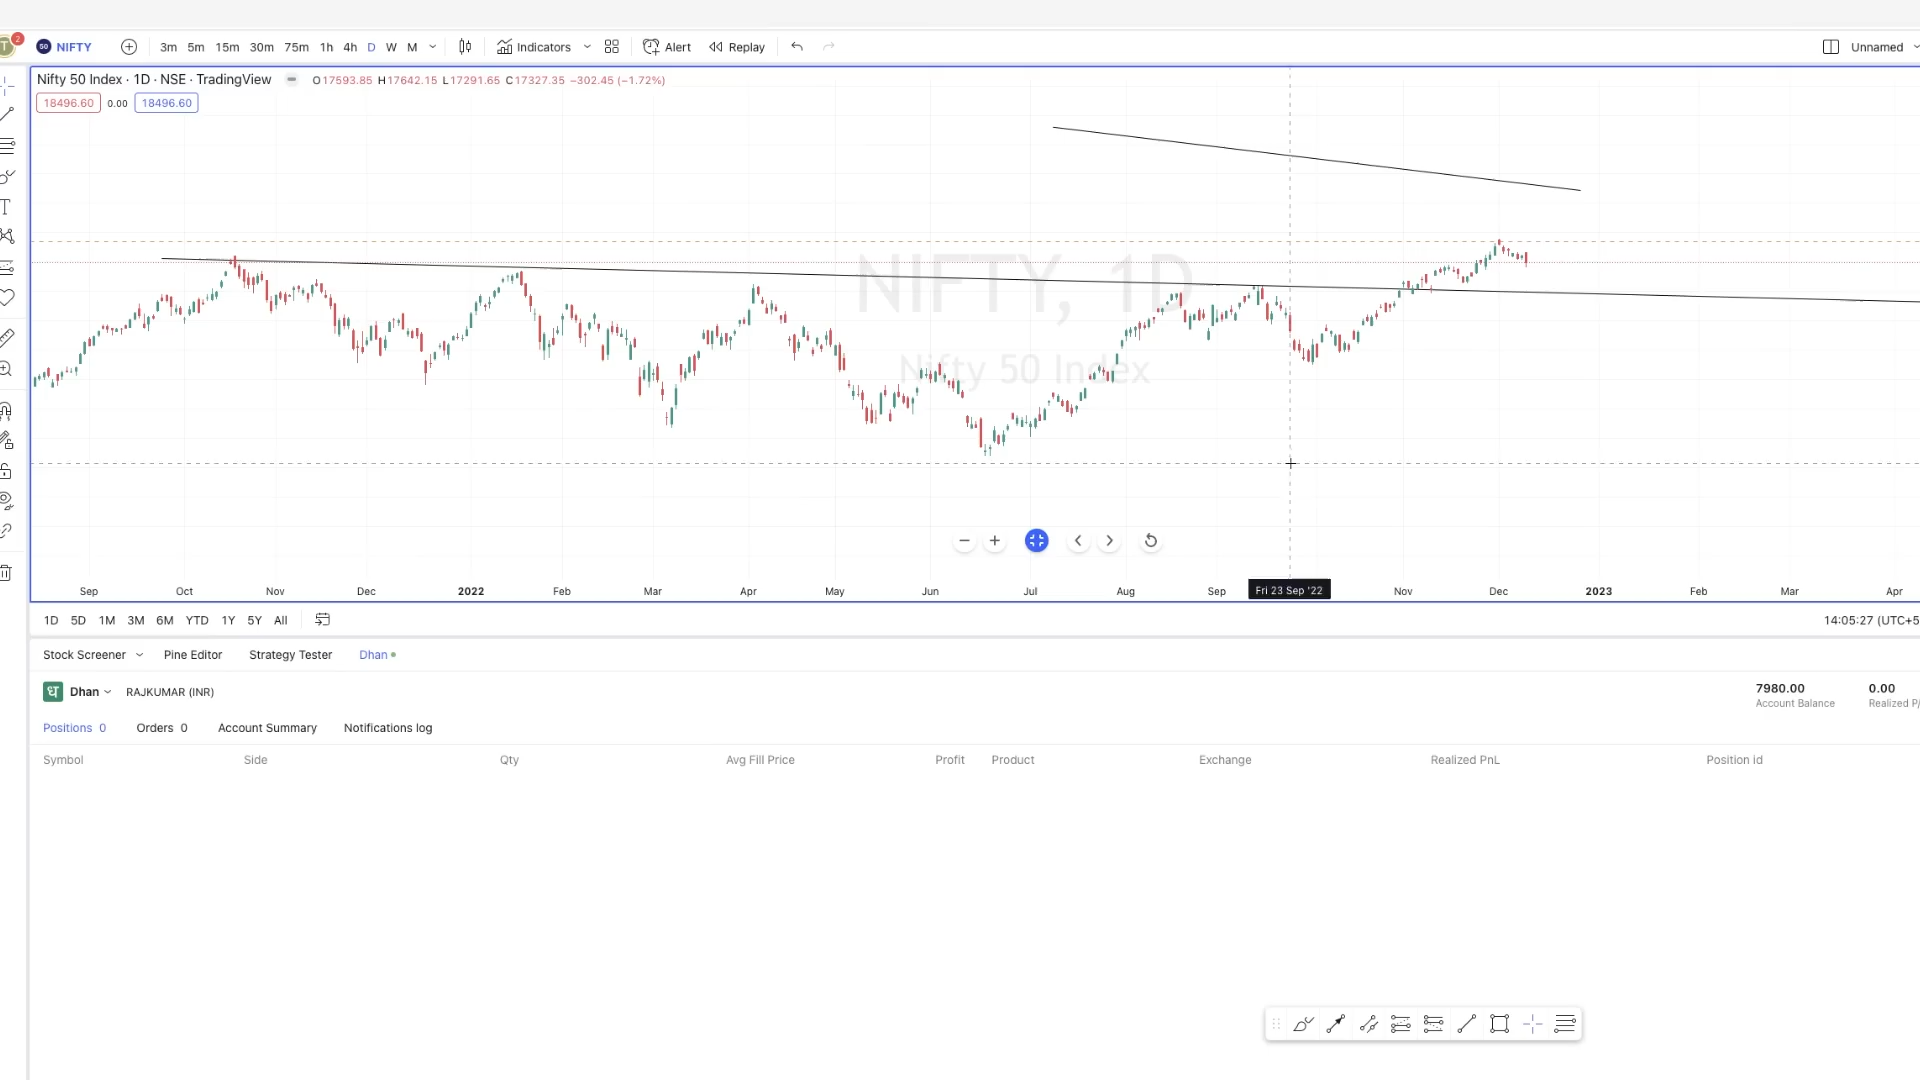 T 2 50 NIFTY 3m 5m 15m 30m 75m 1h 4h D W M Indicators Alert Replay Unnamed
Nifty 50 Index · 1D · NSE · TradingView O17593.85 H17642.15 L17291.65 C17327.35 −302.45 (−1.72%)
18496.60 0.00 18496.60
NIFTY, 1D
Nifty 50 Index
Sep Oct Nov Dec 2022 Feb Mar Apr May Jun Jul Aug Sep Fri 23 Sep '22 Nov Dec 2023 Feb Mar Apr
1D 5D 1M 3M 6M YTD 1Y 5Y All 14:05:27 (UTC+5
Stock Screener Pine Editor Strategy Tester Dhan
ध Dhan RAJKUMAR (INR) 7980.00 0.00
Account Balance Realized P/
Positions 0 Orders 0 Account Summary Notifications log
Symbol Side Qty Avg Fill Price Profit Product Exchange Realized PnL Position id